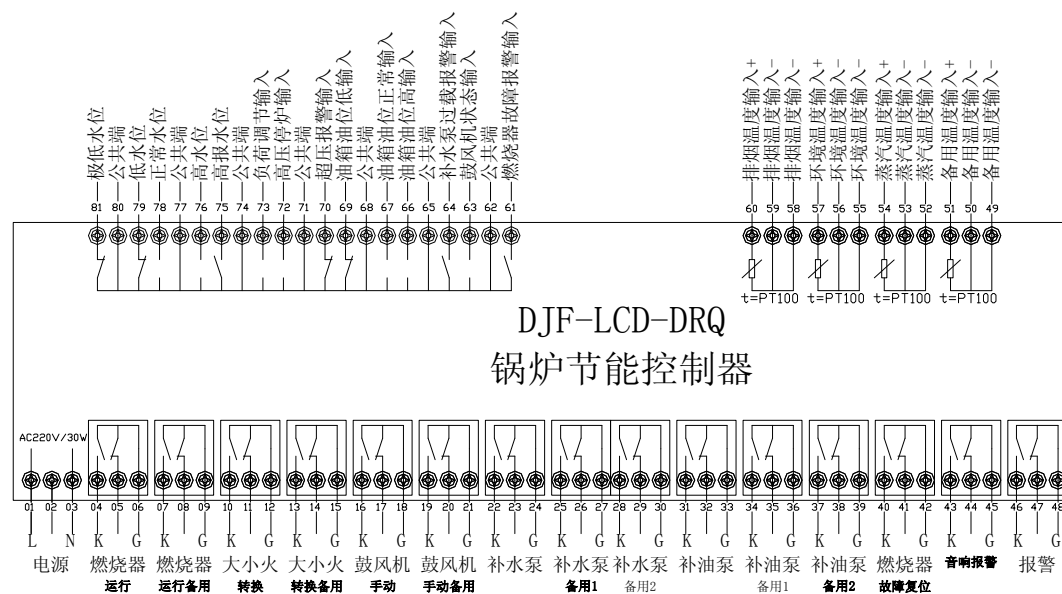 极低水位
公共端
低水位
正常水位
公共端
高水位
高报水位
公共端
负荷调节输入
高压停炉输入
公共端
超压报警输入
油箱油位低输入
公共端
油箱油位正常输入
油箱油位高输入
公共端
补水泵过载报警输入
鼓风机状态输入
公共端
燃烧器故障报警输入
排烟温度输入+
排烟温度输入-
排烟温度输入-
环境温度输入+
环境温度输入-
环境温度输入-
蒸汽温度输入+
蒸汽温度输入-
蒸汽温度输入-
备用温度输入+
备用温度输入-
备用温度输入-
81 80 79 78 77 76 75 74 73 72 71 70 69 68 67 66 65 64 63 62 61 60 59 58 57 56 55 54 53 52 51 50 49
t=PT100 t=PT100 t=PT100 t=PT100
DJF-LCD-DRQ
锅炉节能控制器
AC220V/30W
01 02 03 04 05 06 07 08 09 10 11 12 13 14 15 16 17 18 19 20 21 22 23 24 25 26 27 28 29 30 31 32 33 34 35 36 37 38 39 40 41 42 43 44 45 46 47 48
L N K G K G K G K G K G K G K G K G K G K G K G K G K G K G K G
电源 燃烧器 燃烧器 大小火 大小火 鼓风机 鼓风机 补水泵 补水泵 补水泵 补油泵 补油泵 补油泵 燃烧器 音响报警 报警
运行 运行备用 转换 转换备用 手动 手动备用 备用1 备用2 备用1 备用2 故障复位